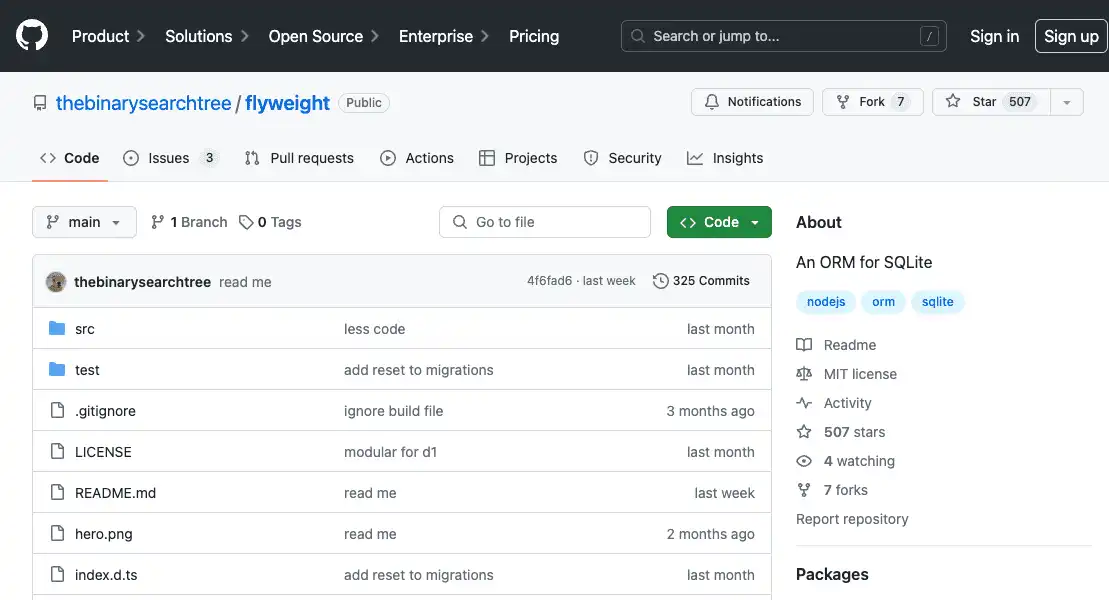 Product Solutions Open Source Enterprise Pricing Search or jump to... / Sign in Sign up
thebinarysearchtree / flyweight Public Notifications Fork 7 Star 507
Code Issues 3 Pull requests Actions Projects Security Insights
main 1 Branch 0 Tags Go to file Code
thebinarysearchtree read me 4f6fad6 · last week 325 Commits
src less code last month
test add reset to migrations last month
.gitignore ignore build file 3 months ago
LICENSE modular for d1 last month
README.md read me last week
hero.png read me 2 months ago
index.d.ts add reset to migrations last month
About
An ORM for SQLite
nodejs orm sqlite
Readme
MIT license
Activity
507 stars
4 watching
7 forks
Report repository
Packages